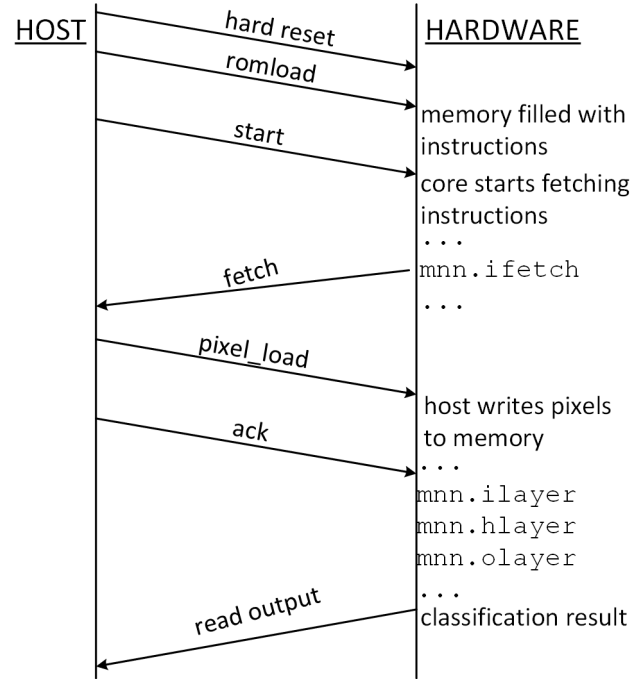 HOST
HARDWARE
hard reset
romload
memory filled with
instructions
start
core starts fetching
instructions
...
mnn.ifetch
fetch
...
pixel_load
host writes pixels
to memory
ack
...
mnn.ilayer
mnn.hlayer
mnn.olayer
...
read output
classification result